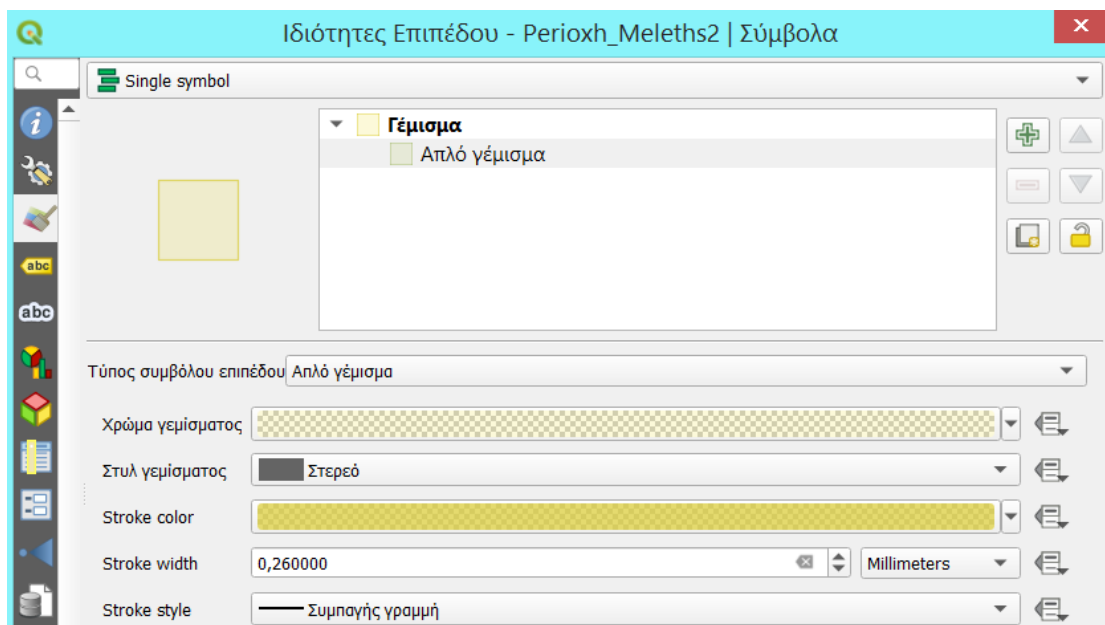 Ιδιότητες Επιπέδου - Perioxh_Meleths2 | Σύμβολα
Single symbol
Γέμισμα
Απλό γέμισμα
abc
abc
Τύπος συμβόλου επιπέδου Απλό γέμισμα
Χρώμα γεμίσματος
Στυλ γεμίσματος Στερεό
Stroke color
Stroke width 0,260000 Millimeters
Stroke style Συμπαγής γραμμή